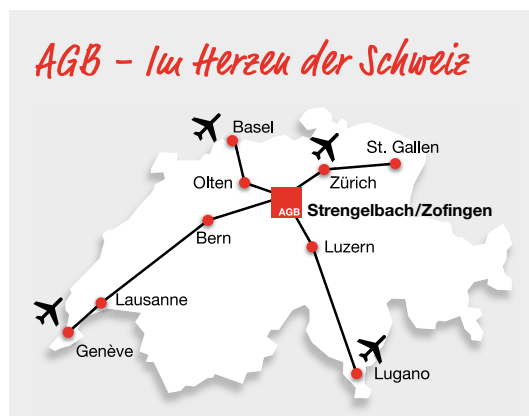 AGB – Im Herzen der Schweiz
Basel
St. Gallen
Olten
Zürich
AGB
Strengelbach/Zofingen
Bern
Luzern
Lausanne
Genève
Lugano